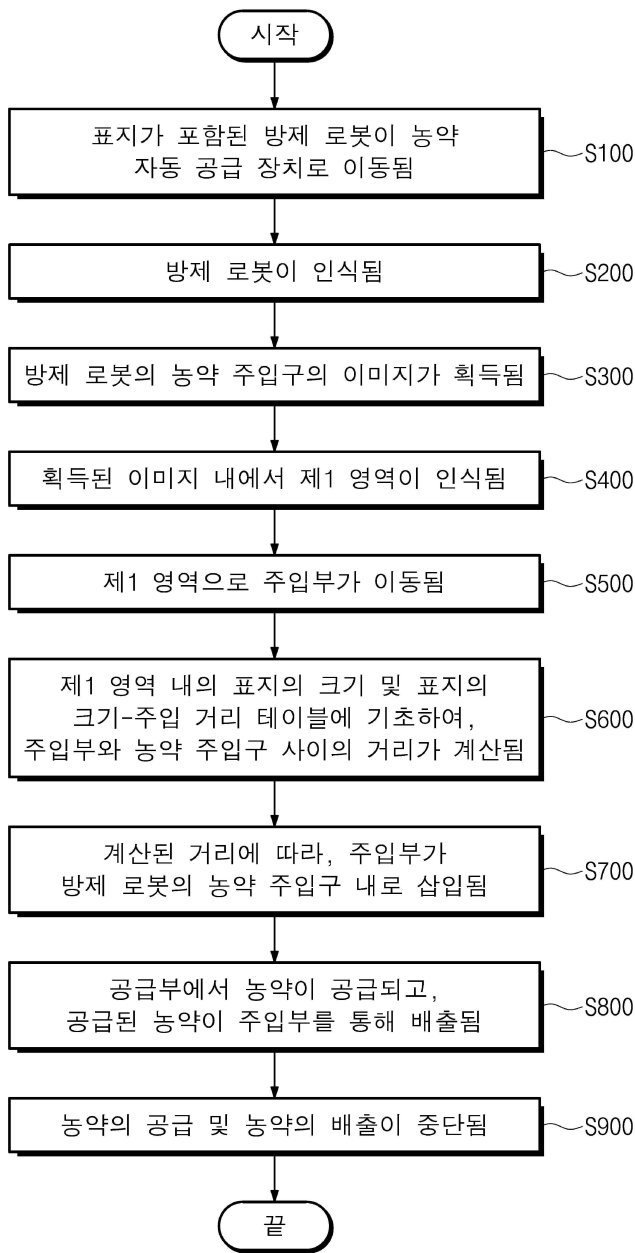 시작
표지가 포함된 방제 로봇이 농약
자동 공급 장치로 이동됨
S100
방제 로봇이 인식됨
S200
방제 로봇의 농약 주입구의 이미지가 획득됨
S300
획득된 이미지 내에서 제1 영역이 인식됨
S400
제1 영역으로 주입부가 이동됨
S500
제1 영역 내의 표지의 크기 및 표지의
크기-주입 거리 테이블에 기초하여,
주입부와 농약 주입구 사이의 거리가 계산됨
S600
계산된 거리에 따라, 주입부가
방제 로봇의 농약 주입구 내로 삽입됨
S700
공급부에서 농약이 공급되고,
공급된 농약이 주입부를 통해 배출됨
S800
농약의 공급 및 농약의 배출이 중단됨
S900
끝